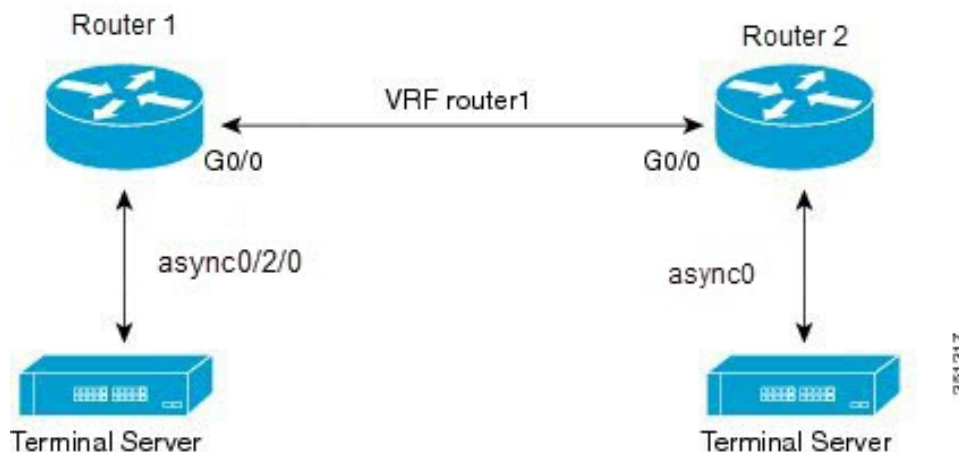 Router 1
Router 2
VRF router1
G0/0
G0/0
async0/2/0
async0
Terminal Server
Terminal Server